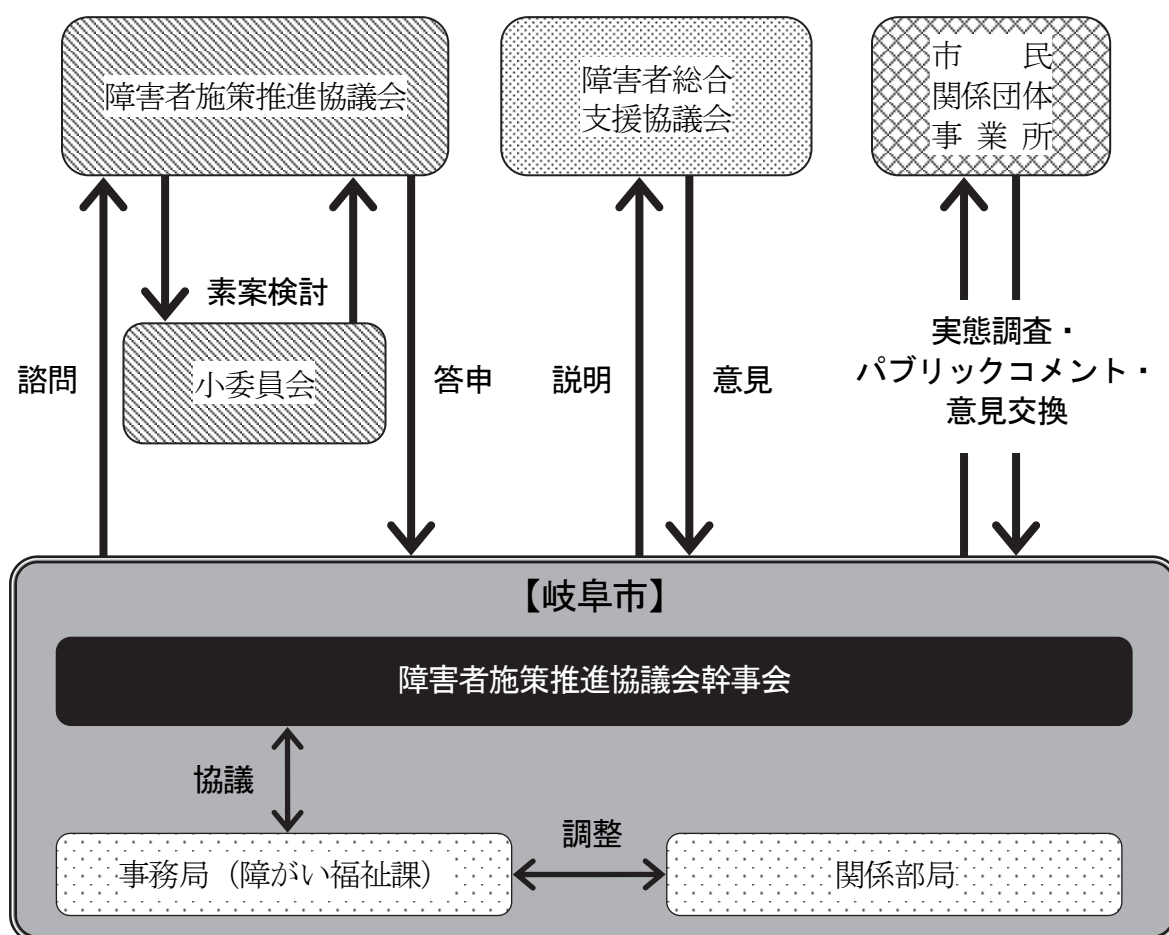 障害者施策推進協議会
障害者総合
支援協議会
市民
関係団体
事業所
素案検討
小委員会
諮問
答申
説明
意見
実態調査・
パブリックコメント・
意見交換
【岐阜市】
障害者施策推進協議会幹事会
協議
調整
事務局（障がい福祉課）
関係部局